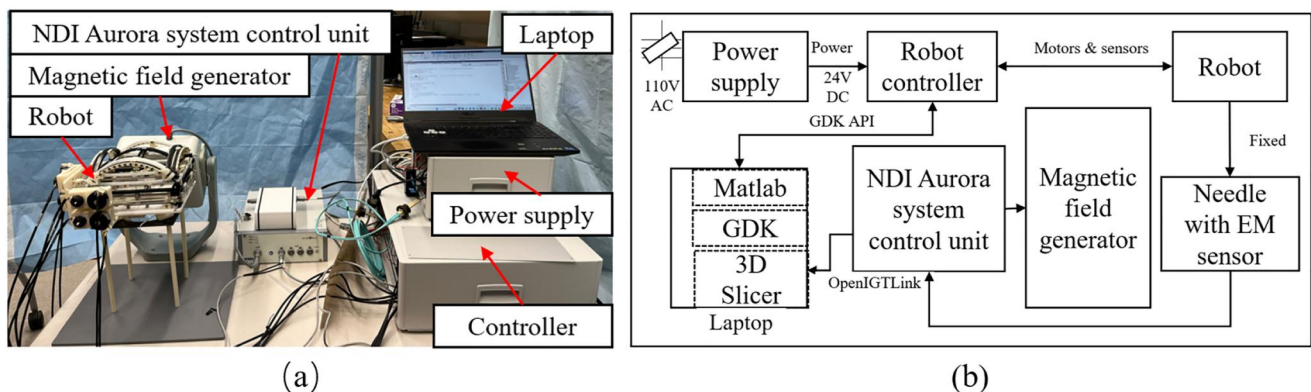 NDI Aurora system control unit
Magnetic field generator
Robot
Laptop
Power supply
Controller
(a)
110V
AC
Power
supply
Power
24V
DC
Robot
controller
Motors & sensors
Robot
GDK API
Fixed
Matlab
GDK
3D
Slicer
Laptop
OpenIGTLink
NDI Aurora
system
control unit
Magnetic
field
generator
Needle
with EM
sensor
(b)